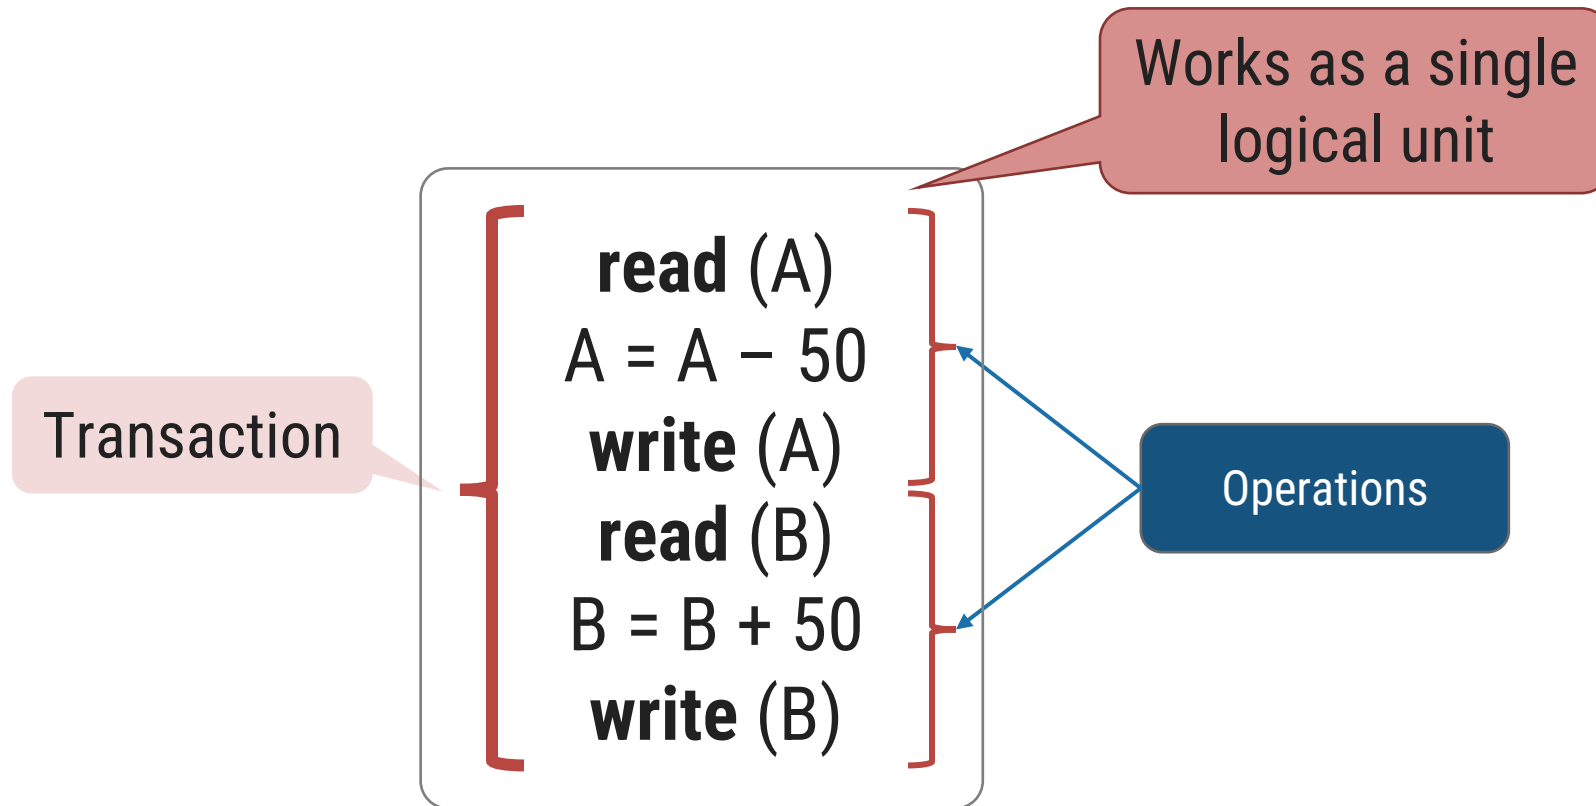 Works as a single
logical unit
read (A)
A = A – 50
write (A)
read (B)
B = B + 50
write (B)
Transaction
Operations